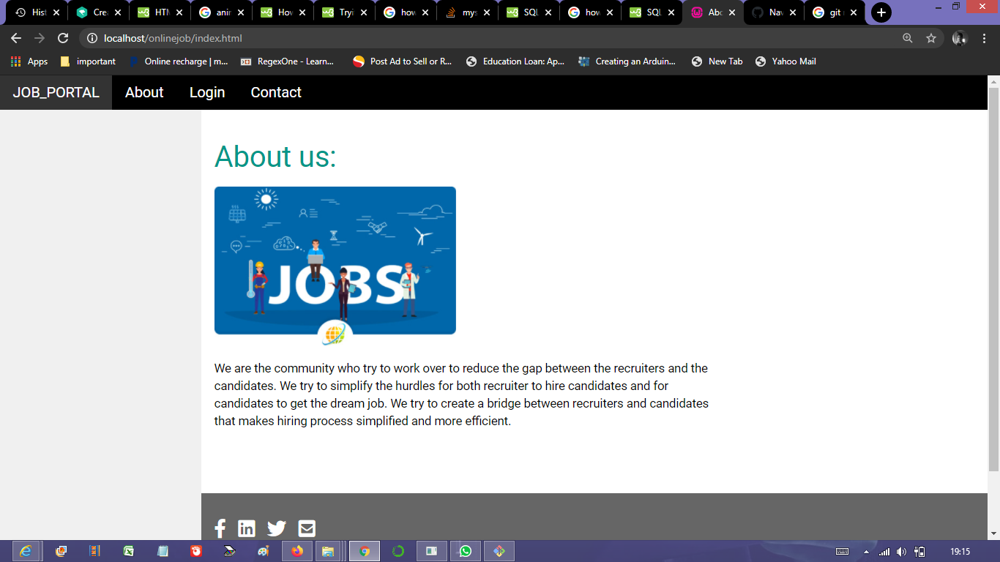 Hist
Crea
HTM
anir
How
Tryi
how
mys
SQL
how
SQL
Abo
Nav
git r
localhost/onlinejob/index.html
Apps important Online recharge | m... RegexOne - Learn... Post Ad to Sell or R... Education Loan: Ap... Creating an Arduin... New Tab Yahoo Mail
JOB_PORTAL About Login Contact
About us:
JOBS
We are the community who try to work over to reduce the gap between the recruiters and the
candidates. We try to simplify the hurdles for both recruiter to hire candidates and for
candidates to get the dream job. We try to create a bridge between recruiters and candidates
that makes hiring process simplified and more efficient.
19:15